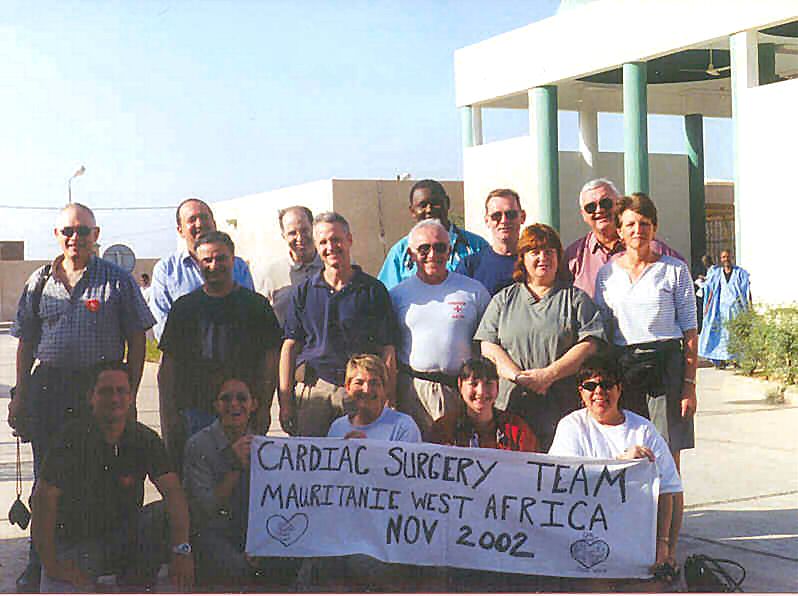 CARDIAC SURGERY TEAM
MAURITANIE WEST AFRICA
NOV 2002